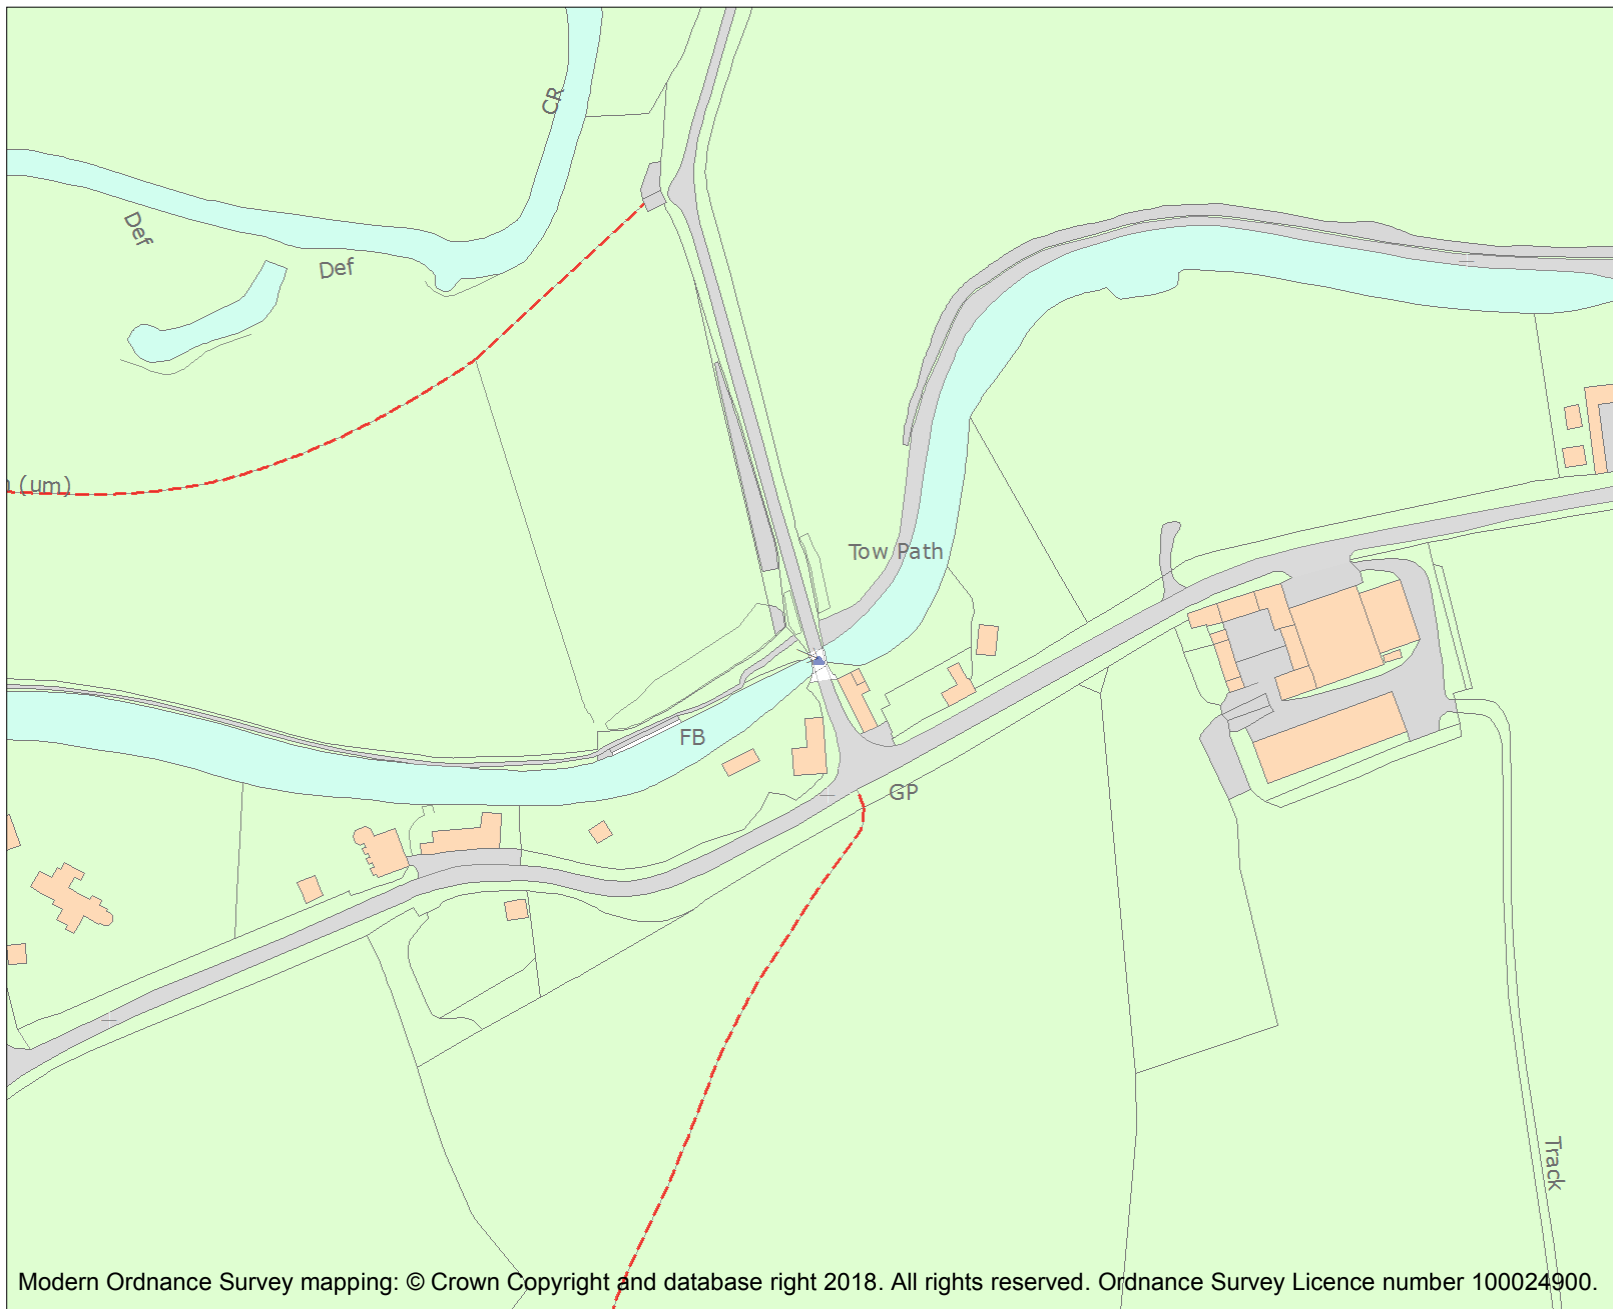 CR
Def
Def
(um)
Tow Path
FB
GP
Track
Modern Ordnance Survey mapping: © Crown Copyright and database right 2018. All rights reserved. Ordnance Survey Licence number 100024900.